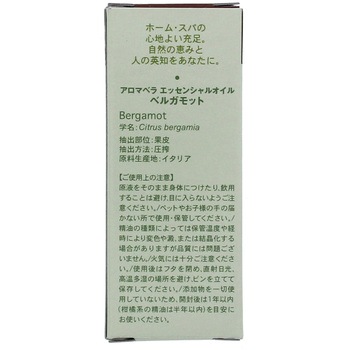 ホーム・スパの
心地よい充足。
自然の恵みと
人の英知をあなたに。
アロマベラ エッセンシャルオイル
ベルガモット
Bergamot
学名：Citrus bergamia
抽出部位：果皮
抽出方法：圧搾
原料生産地：イタリア
【ご使用上の注意】
原液をそのまま身体につけたり、飲用
することは避け、目に入らないようご注
意ください。/ペットやお子様の手の届
かない所で使用・保管してください。
/精油の種類によっては保管温度や経
時により変色や澱、または結晶化する
場合がありますが品質には問題ござ
いません。/火気には十分ご注意くださ
い。/使用後はフタを閉め、直射日光、
高温多湿の場所を避け、ビンを立てて
保存してください。/添加物を一切使
用していないため、開封後は1年以内
(柑橘系の精油は半年以内)を目安に
お使いください。